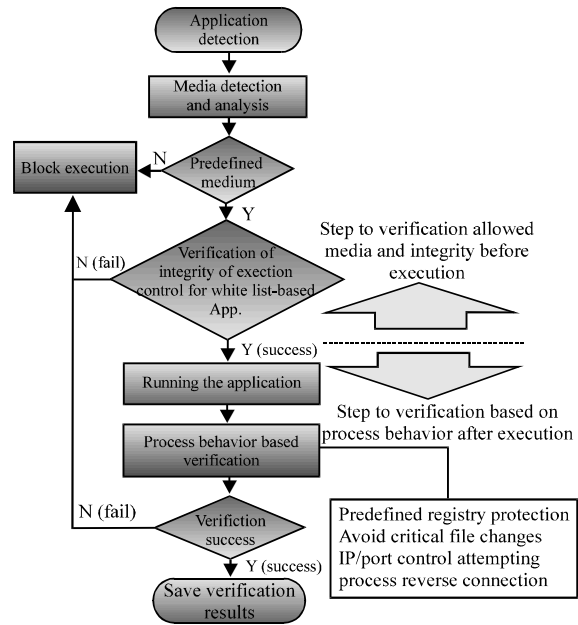 Application
detection
Media detection
and analysis
Block execution
N
Predefined
medium
Y
Step to verification allowed
media and integrity before
execution
N (fail)
Verification of
integrity of exection
control for white list-based
App.
Y (success)
Running the application
Step to verification based on
process behavior after execution
Process behavior based
verification
Predefined registry protection
Avoid critical file changes
IP/port control attempting
process reverse connection
N (fail)
Verifiction
success
Y (success)
Save verification
results